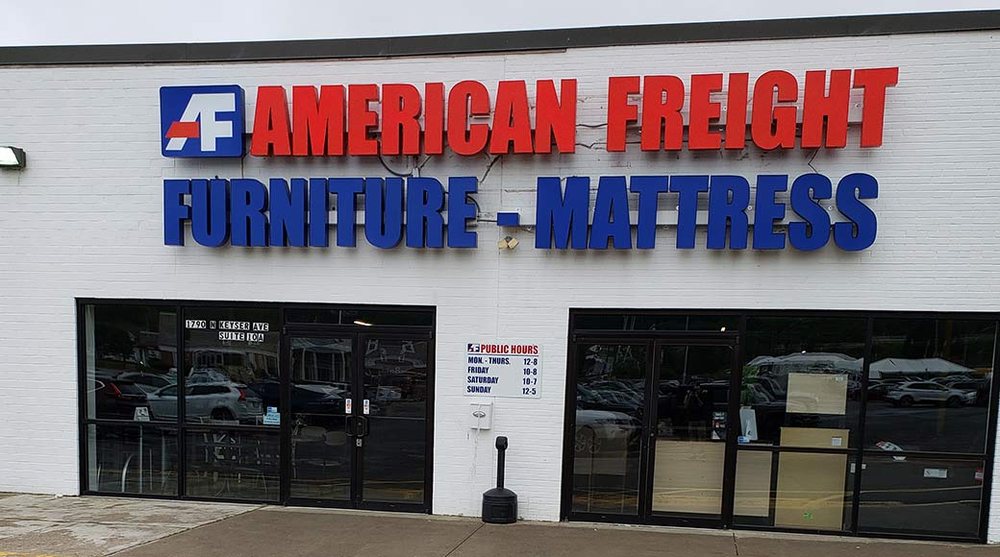 AF AMERICAN FREIGHT
FURNITURE - MATTRESS
1790 N KEYSER AVE
SUITE 10A
AF PUBLIC HOURS
MON. - THURS. 12-8
FRIDAY 10-8
SATURDAY 10-7
SUNDAY 12-5